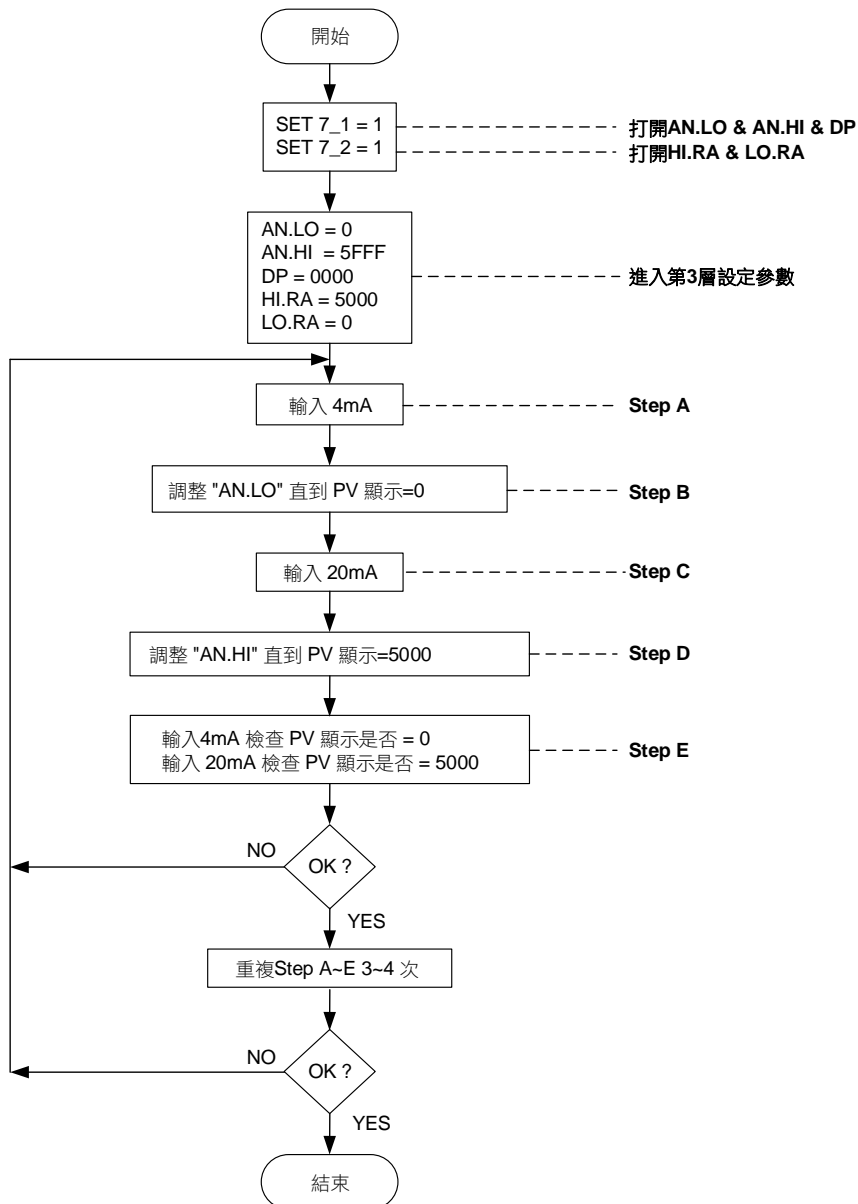 開始
SET 7_1 = 1
打開AN.LO & AN.HI & DP
SET 7_2 = 1
打開HI.RA & LO.RA
AN.LO = 0
AN.HI = 5FFF
DP = 0000
HI.RA = 5000
LO.RA = 0
進入第3層設定參數
輸入 4mA
Step A
調整 "AN.LO" 直到 PV 顯示=0
Step B
輸入 20mA
Step C
調整 "AN.HI" 直到 PV 顯示=5000
Step D
輸入4mA 檢查 PV 顯示是否 = 0
輸入 20mA 檢查 PV 顯示是否 = 5000
Step E
NO
OK ?
YES
重複Step A~E 3~4 次
NO
OK ?
YES
結束